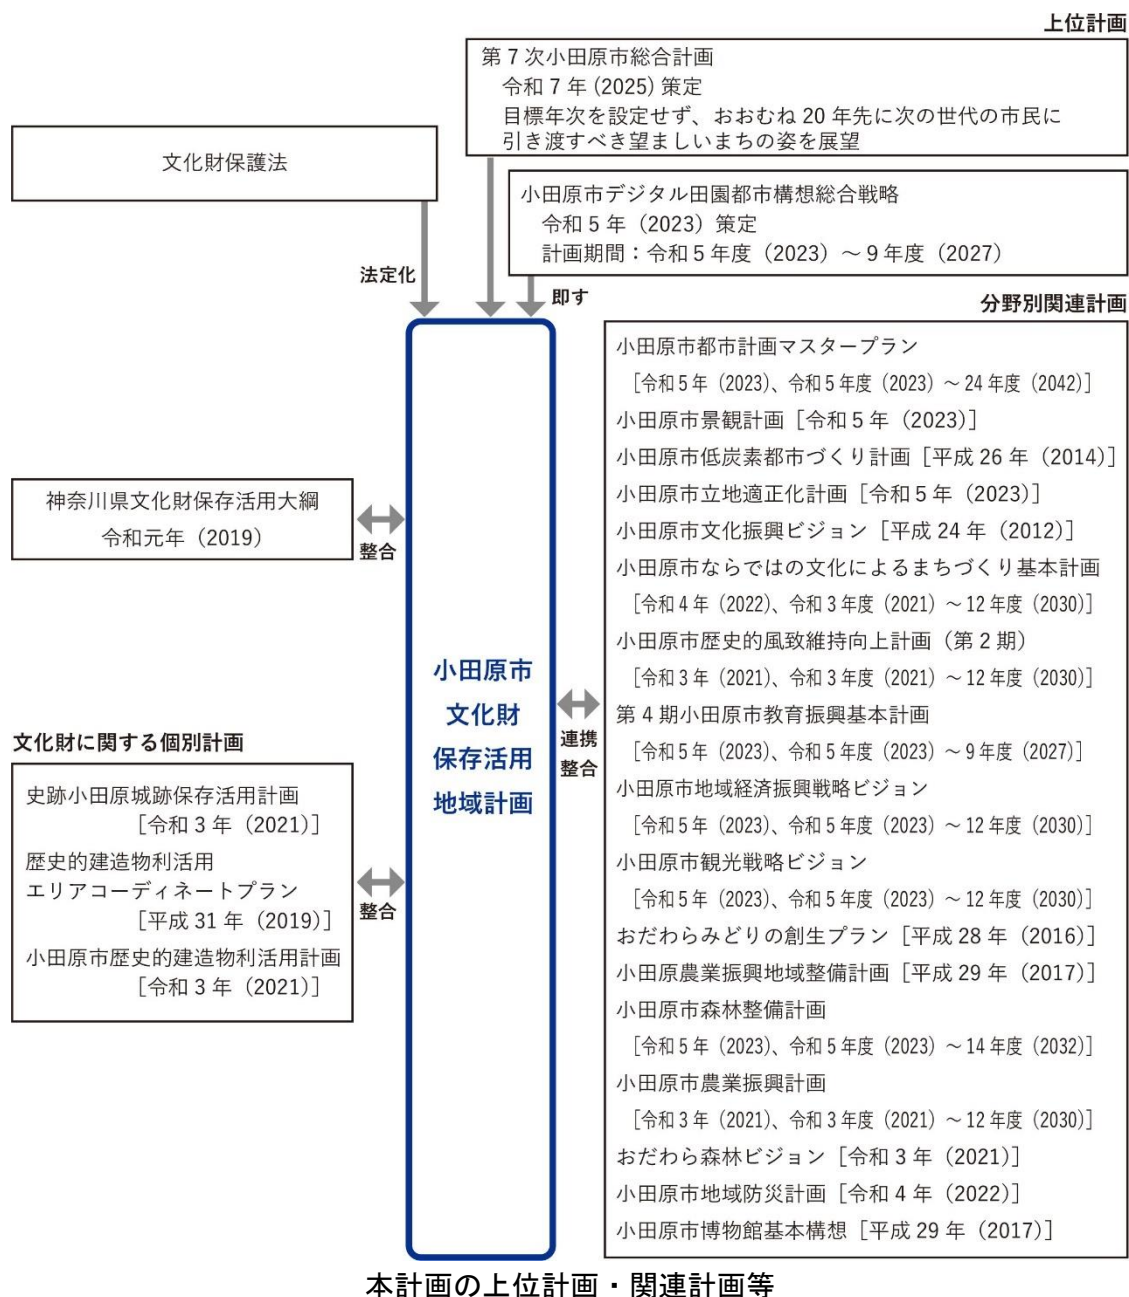 上位計画
第7次小田原市総合計画
令和7年(2025)策定
目標年次を設定せず、おおむね20年先に次の世代の市民に
引き渡すべき望ましいまちの姿を展望
文化財保護法
小田原市デジタル田園都市構想総合戦略
令和5年(2023)策定
計画期間：令和5年度(2023)～9年度(2027)
法定化
即す
分野別関連計画
小田原市都市計画マスタープラン
［令和5年(2023)、令和5年度(2023)～24年度(2042)］
小田原市景観計画［令和5年(2023)］
小田原市低炭素都市づくり計画［平成26年(2014)］
小田原市立地適正化計画［令和5年(2023)］
小田原市文化振興ビジョン［平成24年(2012)］
小田原市ならではの文化によるまちづくり基本計画
［令和4年(2022)、令和3年度(2021)～12年度(2030)］
小田原市歴史的風致維持向上計画（第2期）
［令和3年(2021)、令和3年度(2021)～12年度(2030)］
第4期小田原市教育振興基本計画
［令和5年(2023)、令和5年度(2023)～9年度(2027)］
小田原市地域経済振興戦略ビジョン
［令和5年(2023)、令和5年度(2023)～12年度(2030)］
小田原市観光戦略ビジョン
［令和5年(2023)、令和5年度(2023)～12年度(2030)］
おだわらみどりの創生プラン［平成28年(2016)］
小田原農業振興地域整備計画［平成29年(2017)］
小田原市森林整備計画
［令和5年(2023)、令和5年度(2023)～14年度(2032)］
小田原市農業振興計画
［令和3年(2021)、令和3年度(2021)～12年度(2030)］
おだわら森林ビジョン［令和3年(2021)］
小田原市地域防災計画［令和4年(2022)］
小田原市博物館基本構想［平成29年(2017)］
神奈川県文化財保存活用大綱
令和元年(2019)
整合
小田原市
文化財
保存活用
地域計画
連携
整合
文化財に関する個別計画
史跡小田原城跡保存活用計画
［令和3年(2021)］
歴史的建造物利活用
エリアコーディネートプラン
［平成31年(2019)］
小田原市歴史的建造物利活用計画
［令和3年(2021)］
整合
本計画の上位計画・関連計画等